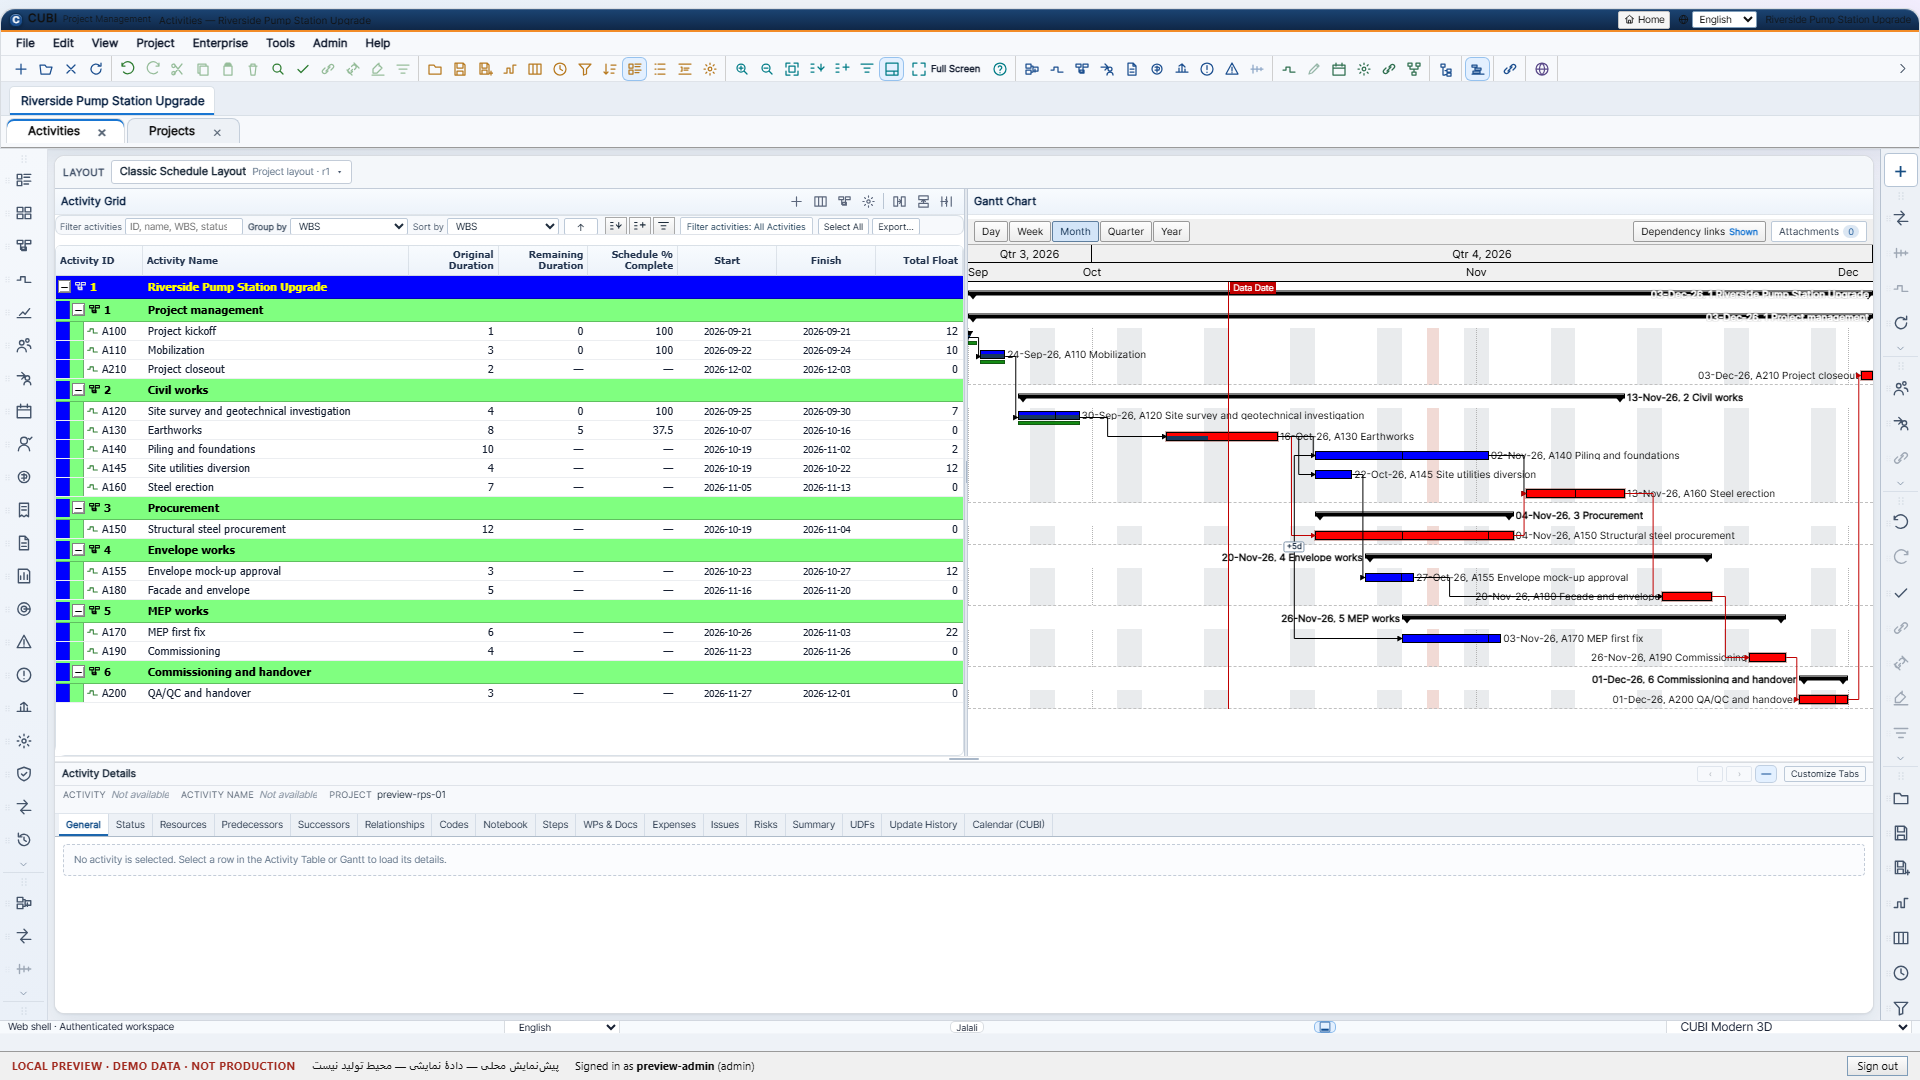 CUBI Project Management Activities — Riverside Pump Station Upgrade Home English Riverside Pump Station Upgrade
File Edit View Project Enterprise Tools Admin Help
Full Screen
Riverside Pump Station Upgrade
Activities Projects
LAYOUT Classic Schedule Layout Project layout · r1
Activity Grid
Filter activities ID, name, WBS, status Group by WBS Sort by WBS Filter activities: All Activities Select All Export...
Activity ID Activity Name Original Duration Remaining Duration Schedule % Complete Start Finish Total Float
1 Riverside Pump Station Upgrade
1 Project management
A100 Project kickoff 1 0 100 2026-09-21 2026-09-21 12
A110 Mobilization 3 0 100 2026-09-22 2026-09-24 10
A210 Project closeout 2 — — 2026-12-02 2026-12-03 0
2 Civil works
A120 Site survey and geotechnical investigation 4 0 100 2026-09-25 2026-09-30 7
A130 Earthworks 8 5 37.5 2026-10-07 2026-10-16 0
A140 Piling and foundations 10 — — 2026-10-19 2026-11-02 2
A145 Site utilities diversion 4 — — 2026-10-19 2026-10-22 12
A160 Steel erection 7 — — 2026-11-05 2026-11-13 0
3 Procurement
A150 Structural steel procurement 12 — — 2026-10-19 2026-11-04 0
4 Envelope works
A155 Envelope mock-up approval 3 — — 2026-10-23 2026-10-27 12
A180 Facade and envelope 5 — — 2026-11-16 2026-11-20 0
5 MEP works
A170 MEP first fix 6 — — 2026-10-26 2026-11-03 22
A190 Commissioning 4 — — 2026-11-23 2026-11-26 0
6 Commissioning and handover
A200 QA/QC and handover 3 — — 2026-11-27 2026-12-01 0
Gantt Chart
Day Week Month Quarter Year Dependency links Shown Attachments 0
Qtr 3, 2026 Qtr 4, 2026
Sep Oct Nov Dec
Data Date
03-Dec-26, 1 Riverside Pump Station Upgrade
03-Dec-26, 1 Project management
24-Sep-26, A110 Mobilization
03-Dec-26, A210 Project closeout
13-Nov-26, 2 Civil works
30-Sep-26, A120 Site survey and geotechnical investigation
16-Oct-26, A130 Earthworks
02-Nov-26, A140 Piling and foundations
22-Oct-26, A145 Site utilities diversion
13-Nov-26, A160 Steel erection
04-Nov-26, 3 Procurement
04-Nov-26, A150 Structural steel procurement
+5d
20-Nov-26, 4 Envelope works
27-Oct-26, A155 Envelope mock-up approval
20-Nov-26, A180 Facade and envelope
26-Nov-26, 5 MEP works
03-Nov-26, A170 MEP first fix
26-Nov-26, A190 Commissioning
01-Dec-26, 6 Commissioning and handover
01-Dec-26, A200 QA/QC and handover
Activity Details
Customize Tabs
ACTIVITY Not available ACTIVITY NAME Not available PROJECT preview-rps-01
General Status Resources Predecessors Successors Relationships Codes Notebook Steps WPs & Docs Expenses Issues Risks Summary UDFs Update History Calendar (CUBI)
No activity is selected. Select a row in the Activity Table or Gantt to load its details.
Web shell · Authenticated workspace English Jalali CUBI Modern 3D
LOCAL PREVIEW · DEMO DATA · NOT PRODUCTION پیش‌نمایش محلی — دادهٔ نمایشی — محیط تولید نیست Signed in as preview-admin (admin) Sign out